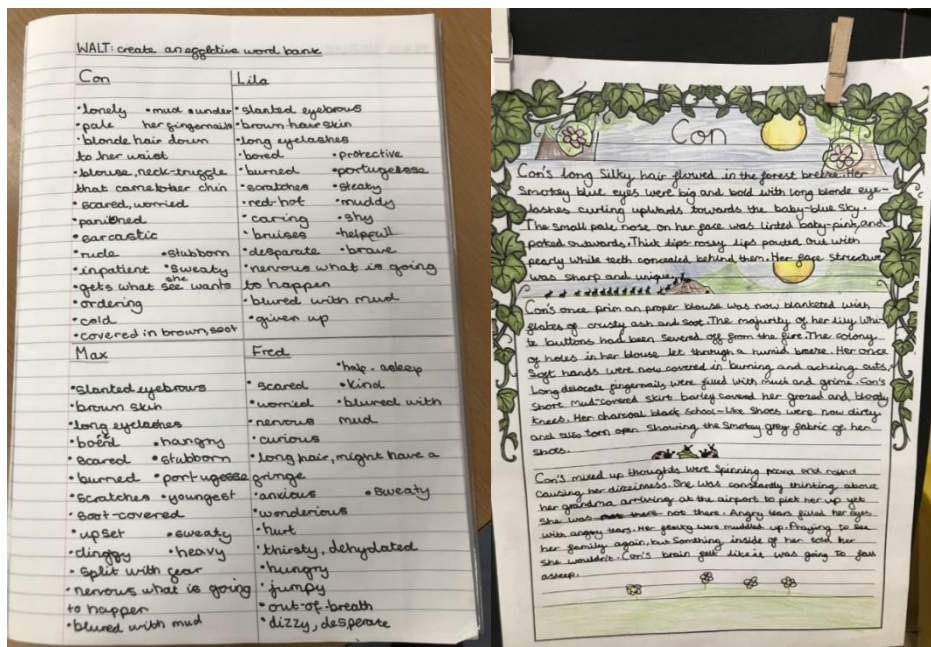 WALT: create an effective word bank
Con
•lonely •mud •under
•pale her fingernails
•blonde hair down
to her waist
•blouse, neck-truggle
that came to her chin
•scared, worried
•panished
•sarcastic
•rude •stubborn
•inpatient •sweaty
•gets what she wants
•ordering
•cold
•covered in brown, soot
Lila
•slanted eyebrous
•brown hair skin
•long eyelashes
•bored •protective
•burned •portugesse
•scratches •steaty
•red-hot •muddy
•caring •shy
•bruises •helpfull
•desparate •brave
•nervous what is going
to happen
•blured with mud
•given up
Max
•slanted eyebrows
•brown skin
•long eyelashes
•boerd •hangry
•scared •stubborn
•burned •portugesse
•scratches •youngest
•soot-covered
•upset •sweaty
•clinggy •heavy
•split with fear
•nervous what is going
to happen
•blured with mud
Fred
•half-asleep
•scared •kind
•worried •blured with
•nervous mud
•curious
•long hair, might have a
fringe
•anxious •sweaty
•wonderious
•hurt
•thirsty, dehydated
•hungry
•jumpy
•out-of-breath
•dizzy, desperate
Con
Con's long silky hair flowed in the forest breeze. Her
smokey blue eyes were big and bold with long blonde eye-
lashes curling upwards towards the baby-blue sky.
The small pale nose on her face was tinted baby-pink and
poked outwards. Thick lips rossy lips pouted out with
pearly white teeth concealed behind them. Her face structure
was sharp and unique.
Con's once prim an proper blouse was now blanketed with
flakes of crusty ash and soot. The majority of her lily whi-
te buttons had been severed off from the fire. The colony
of holes in her blouse let through a humid breeze. Her once
soft hands were now covered in burning and acheing cuts,
Long delocate fingernails were filled with muck and grime. Con's
short mud-covered skirt barley covered her grozed and bloody
knees. Her charcoal black school-like shoes were now dirty
and also torn open showing the smokey grey fabric of her
shoes.
Con's mixed up thoughts were spinning round and round
causing her dizzieness. She was constantly thinking about
her grandma arriving at the airport to pick her up yet
she was not there. Angry tears filled her eyes
with angry tears. Her were muddled up. Praying to see
her family again, but something inside of her told her
she wouldn't. Con's brain felt like it was going to fall
asleep.